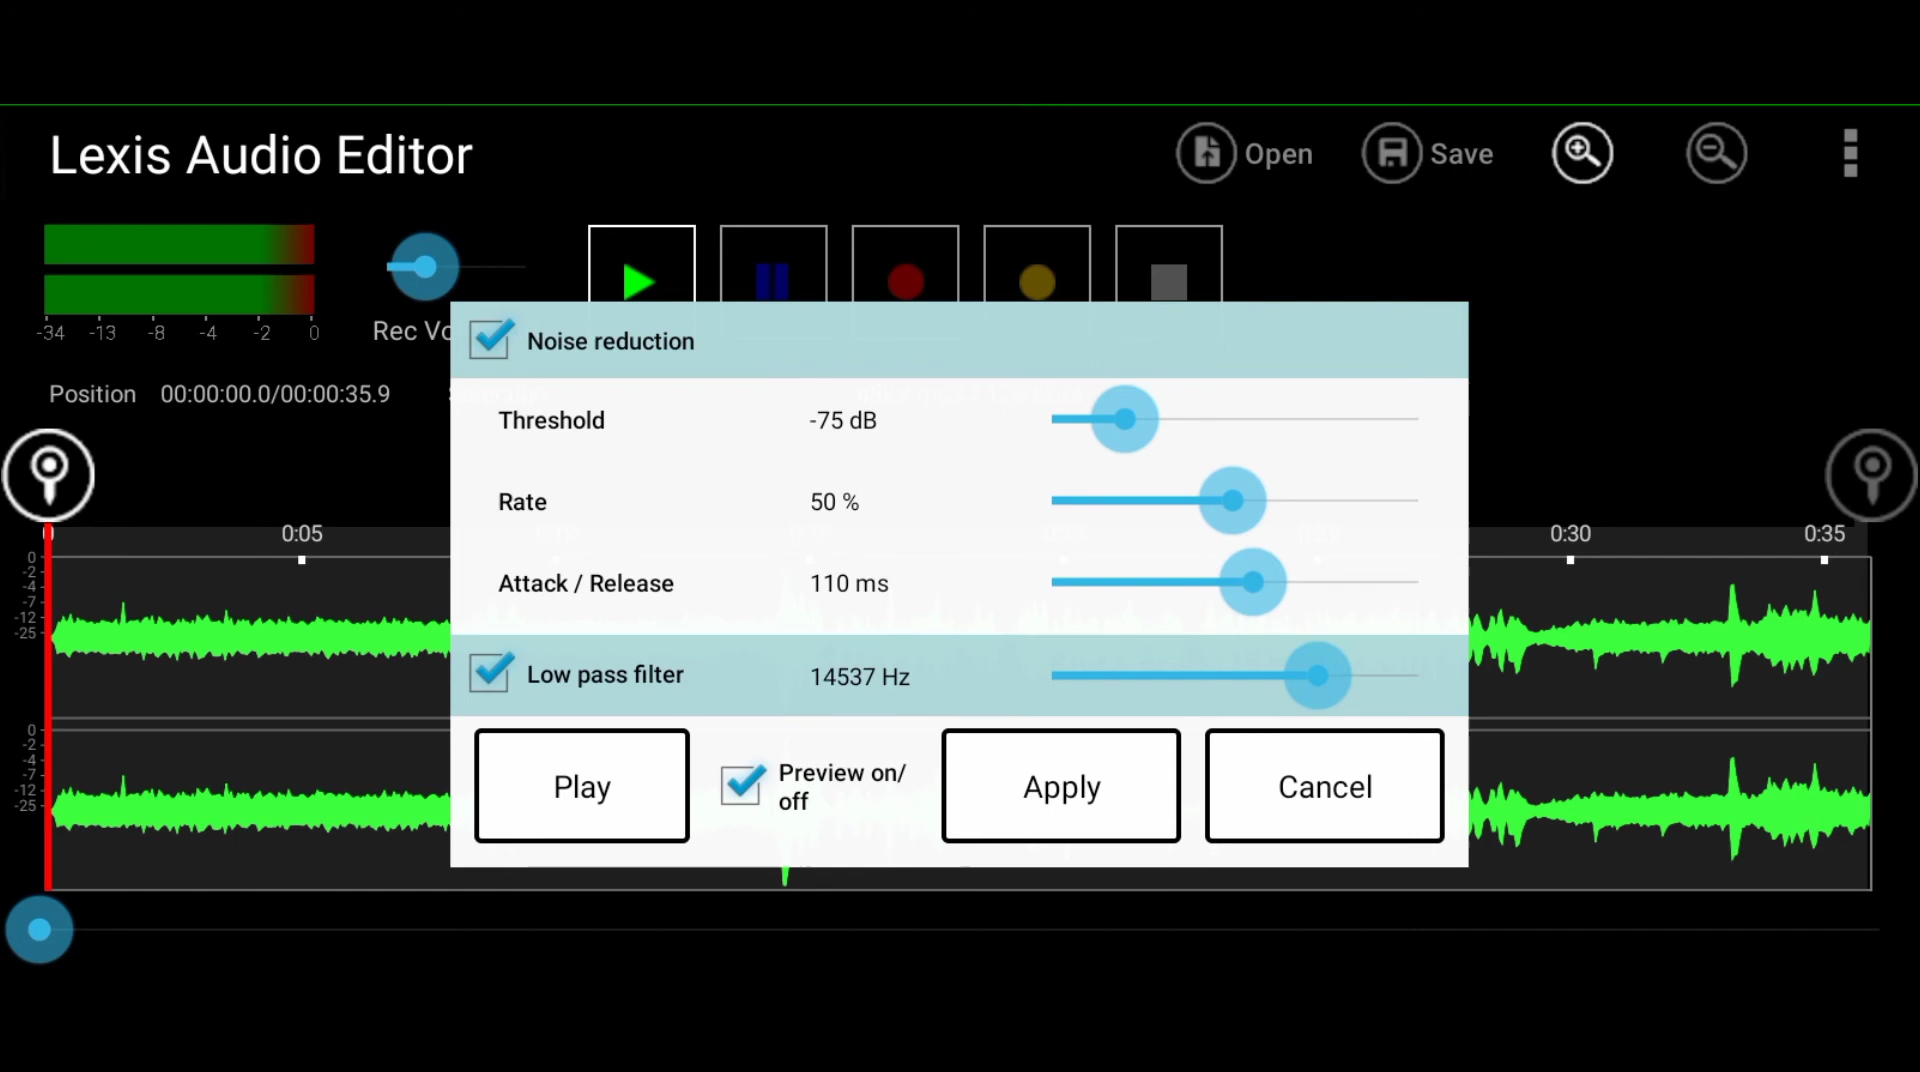 Lexis Audio Editor
Open
Save
-34 -13 -8 -4 -2 0
Rec Vo
Position 00:00:00.0/00:00:35.9
Noise reduction
Threshold -75 dB
Rate 50 %
Attack / Release 110 ms
Low pass filter 14537 Hz
Play
Preview on/
off
Apply
Cancel
0:05 0:30 0:35
0
-2
-4
-7
-12
-25
0
-2
-4
-7
-12
-25